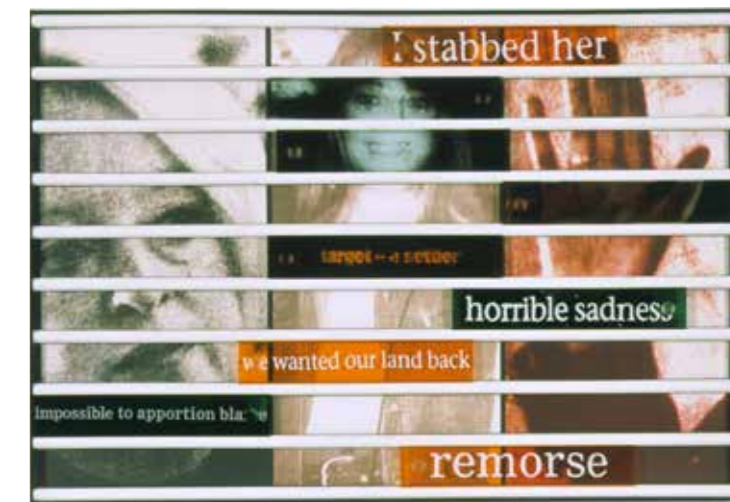 I stabbed her
target – a settler
horrible sadness
we wanted our land back
impossible to apportion bla e
remorse